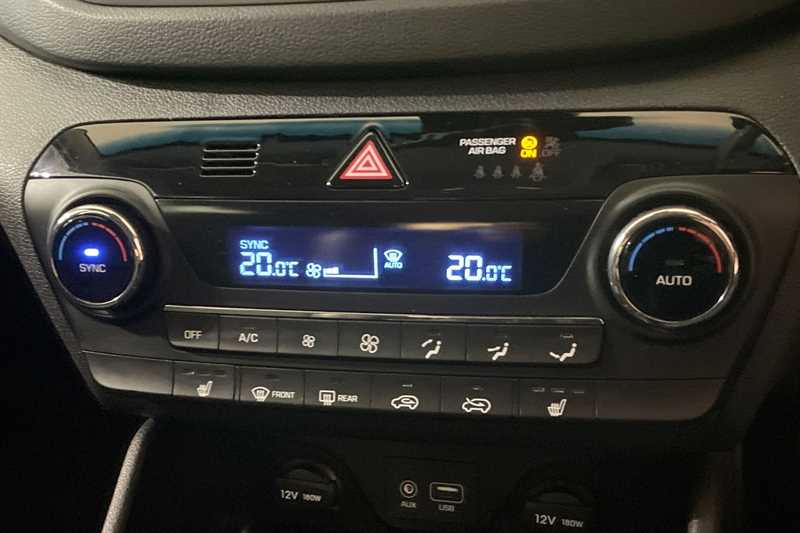 PASSENGER
AIR BAG ON OFF
SYNC
20.0°C AUTO 20.0°C
SYNC
AUTO
OFF A/C
FRONT REAR
12V 180W AUX USB 12V 180W